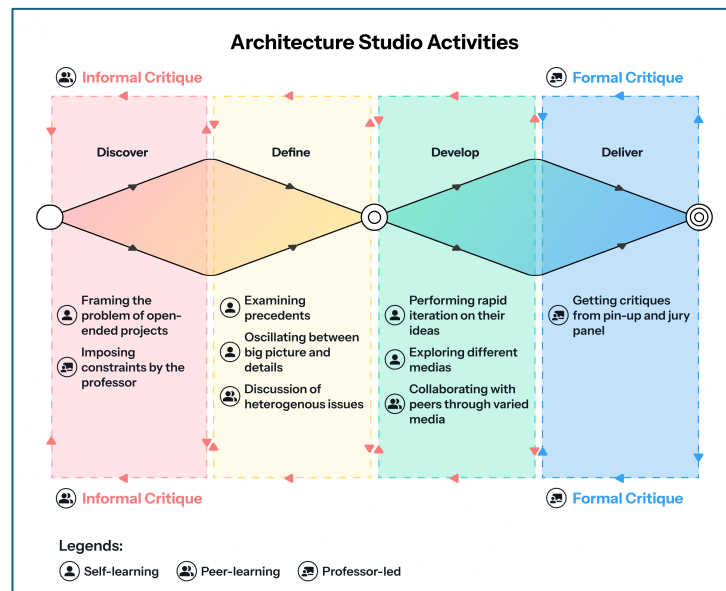 Architecture Studio Activities
Informal Critique
Formal Critique
Discover
Define
Develop
Deliver
Framing the
problem of open-
ended projects
Imposing
constraints by the
professor
Examining
precedents
Oscillating between
big picture and
details
Discussion of
heterogenous issues
Performing rapid
iteration on their
ideas
Exploring different
medias
Collaborating with
peers through varied
media
Getting critiques
from pin-up and jury
panel
Informal Critique
Formal Critique
Legends:
Self-learning
Peer-learning
Professor-led